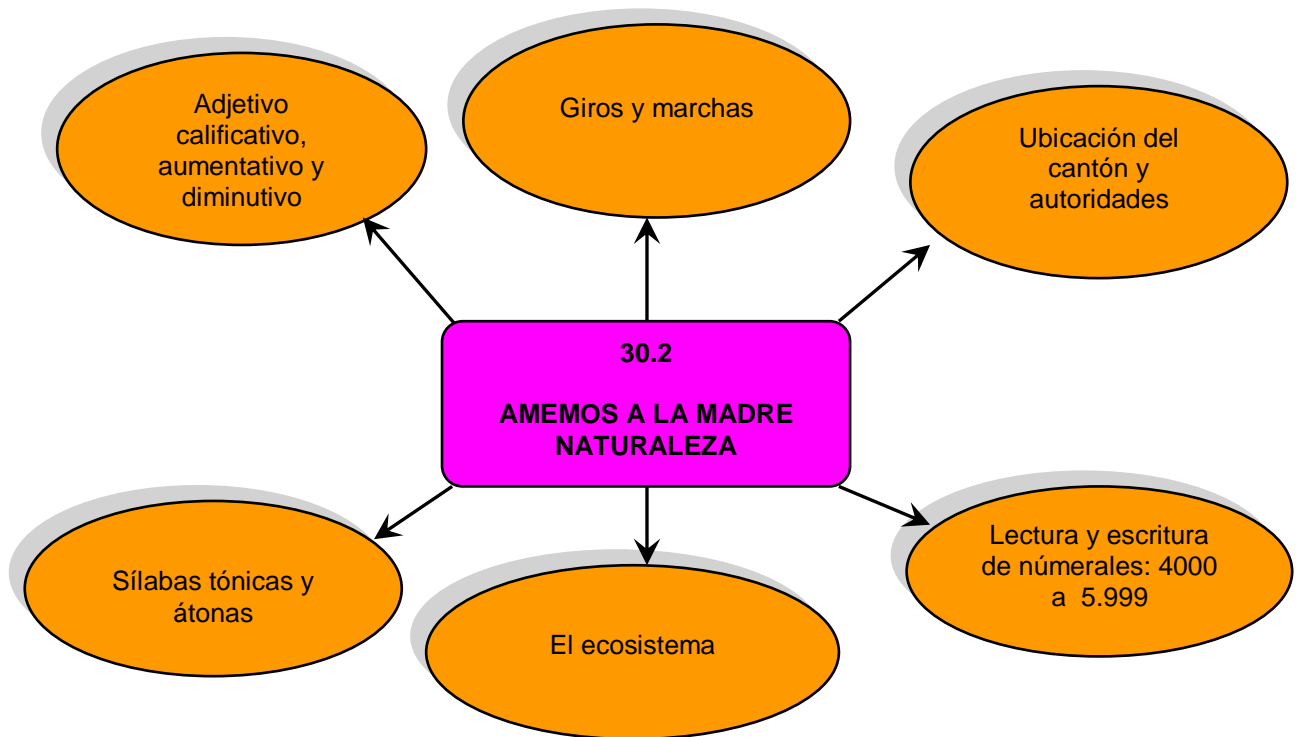 Adjetivo
calificativo,
aumentativo y
diminutivo
Giros y marchas
Ubicación del
cantón y
autoridades
30.2
AMEMOS A LA MADRE
NATURALEZA
Sílabas tónicas y
átonas
El ecosistema
Lectura y escritura
de númerales: 4000
a 5.999